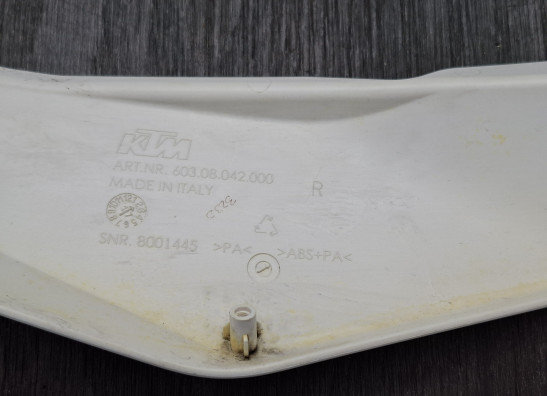 KTM
ART.NR. 603.08.042.000
MADE IN ITALY
R
SNR. 8001445 >PA< >ABS+PA<